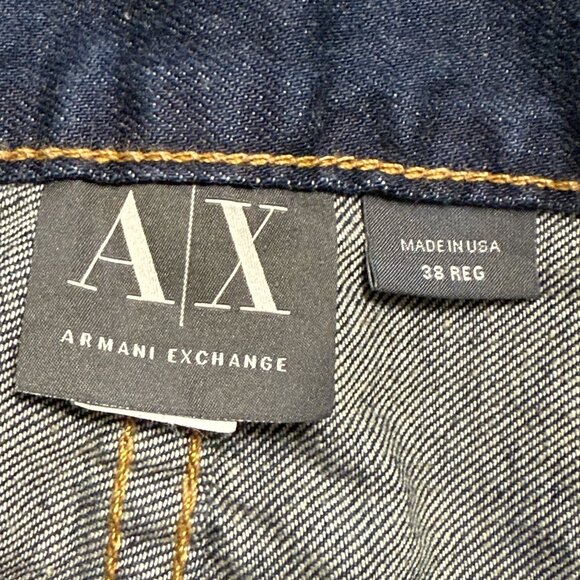 A|X
ARMANI EXCHANGE
MADE IN USA
38 REG